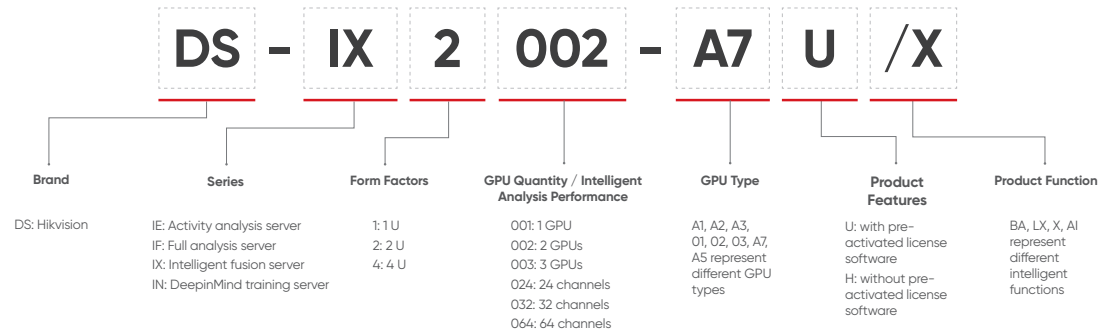 DS - IX 2 002 - A7 U /X
Brand
DS: Hikvision
Series
IE: Activity analysis server
IF: Full analysis server
IX: Intelligent fusion server
IN: DeepinMind training server
Form Factors
1: 1 U
2: 2 U
4: 4 U
GPU Quantity / Intelligent
Analysis Performance
001: 1 GPU
002: 2 GPUs
003: 3 GPUs
024: 24 channels
032: 32 channels
064: 64 channels
GPU Type
A1, A2, A3,
01, 02, 03, A7,
A5 represent
different GPU
types
Product
Features
U: with pre-
activated license
software
H: without pre-
activated license
software
Product Function
BA, LX, X, AI
represent
different
intelligent
functions